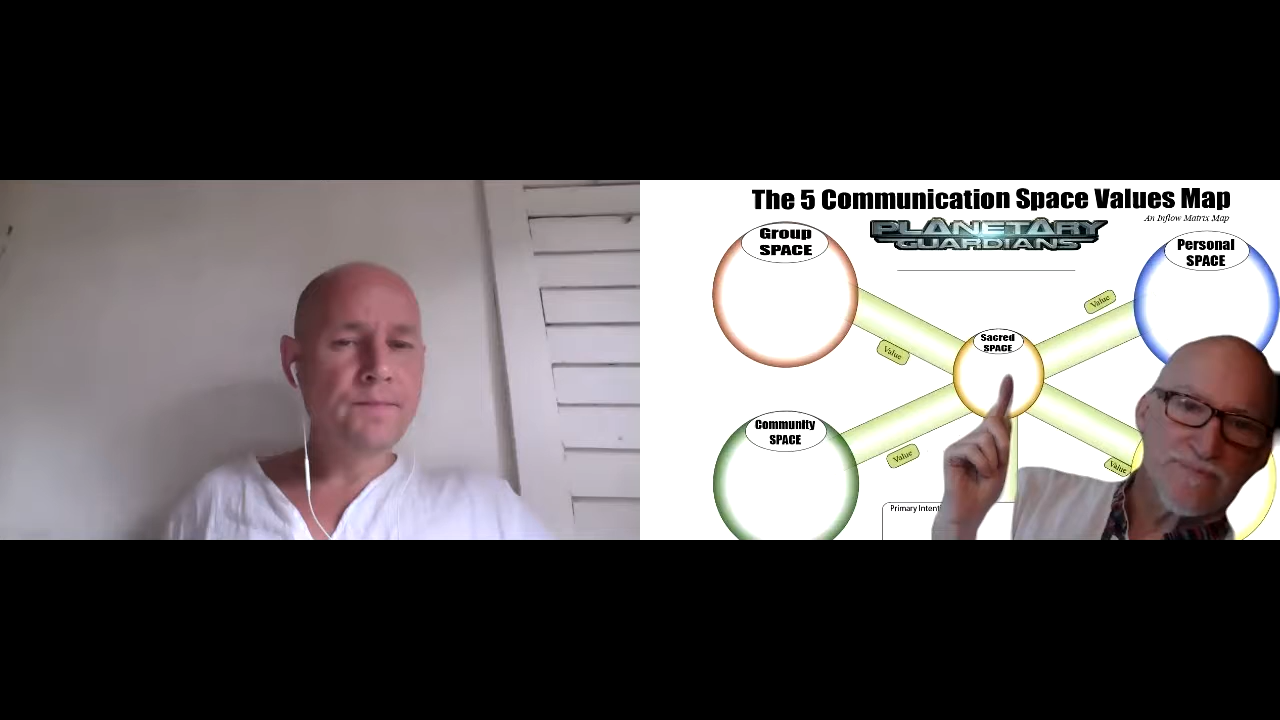 The 5 Communication Space Values Map
An Inflow Matrix Map
PLANETARY
GUARDIANS
Group
SPACE
Personal
SPACE
Value
Sacred
SPACE
Value
Community
SPACE
Value
Value
Primary Intent